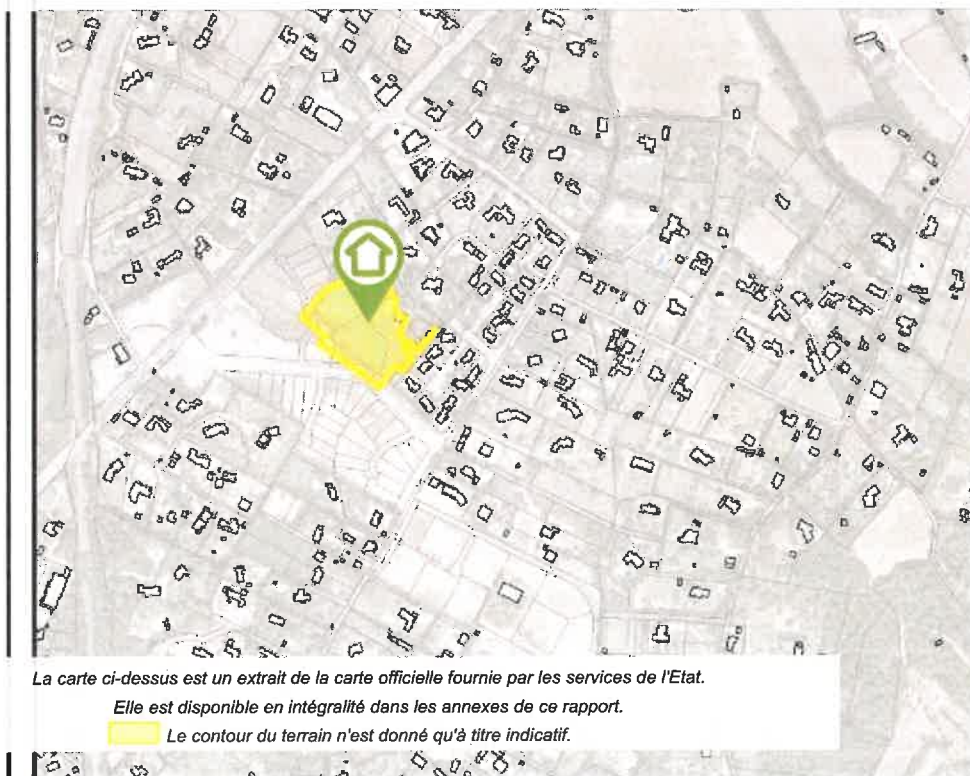 La carte ci-dessus est un extrait de la carte officielle fournie par les services de l'Etat.
Elle est disponible en intégralité dans les annexes de ce rapport.
Le contour du terrain n'est donné qu'à titre indicatif.